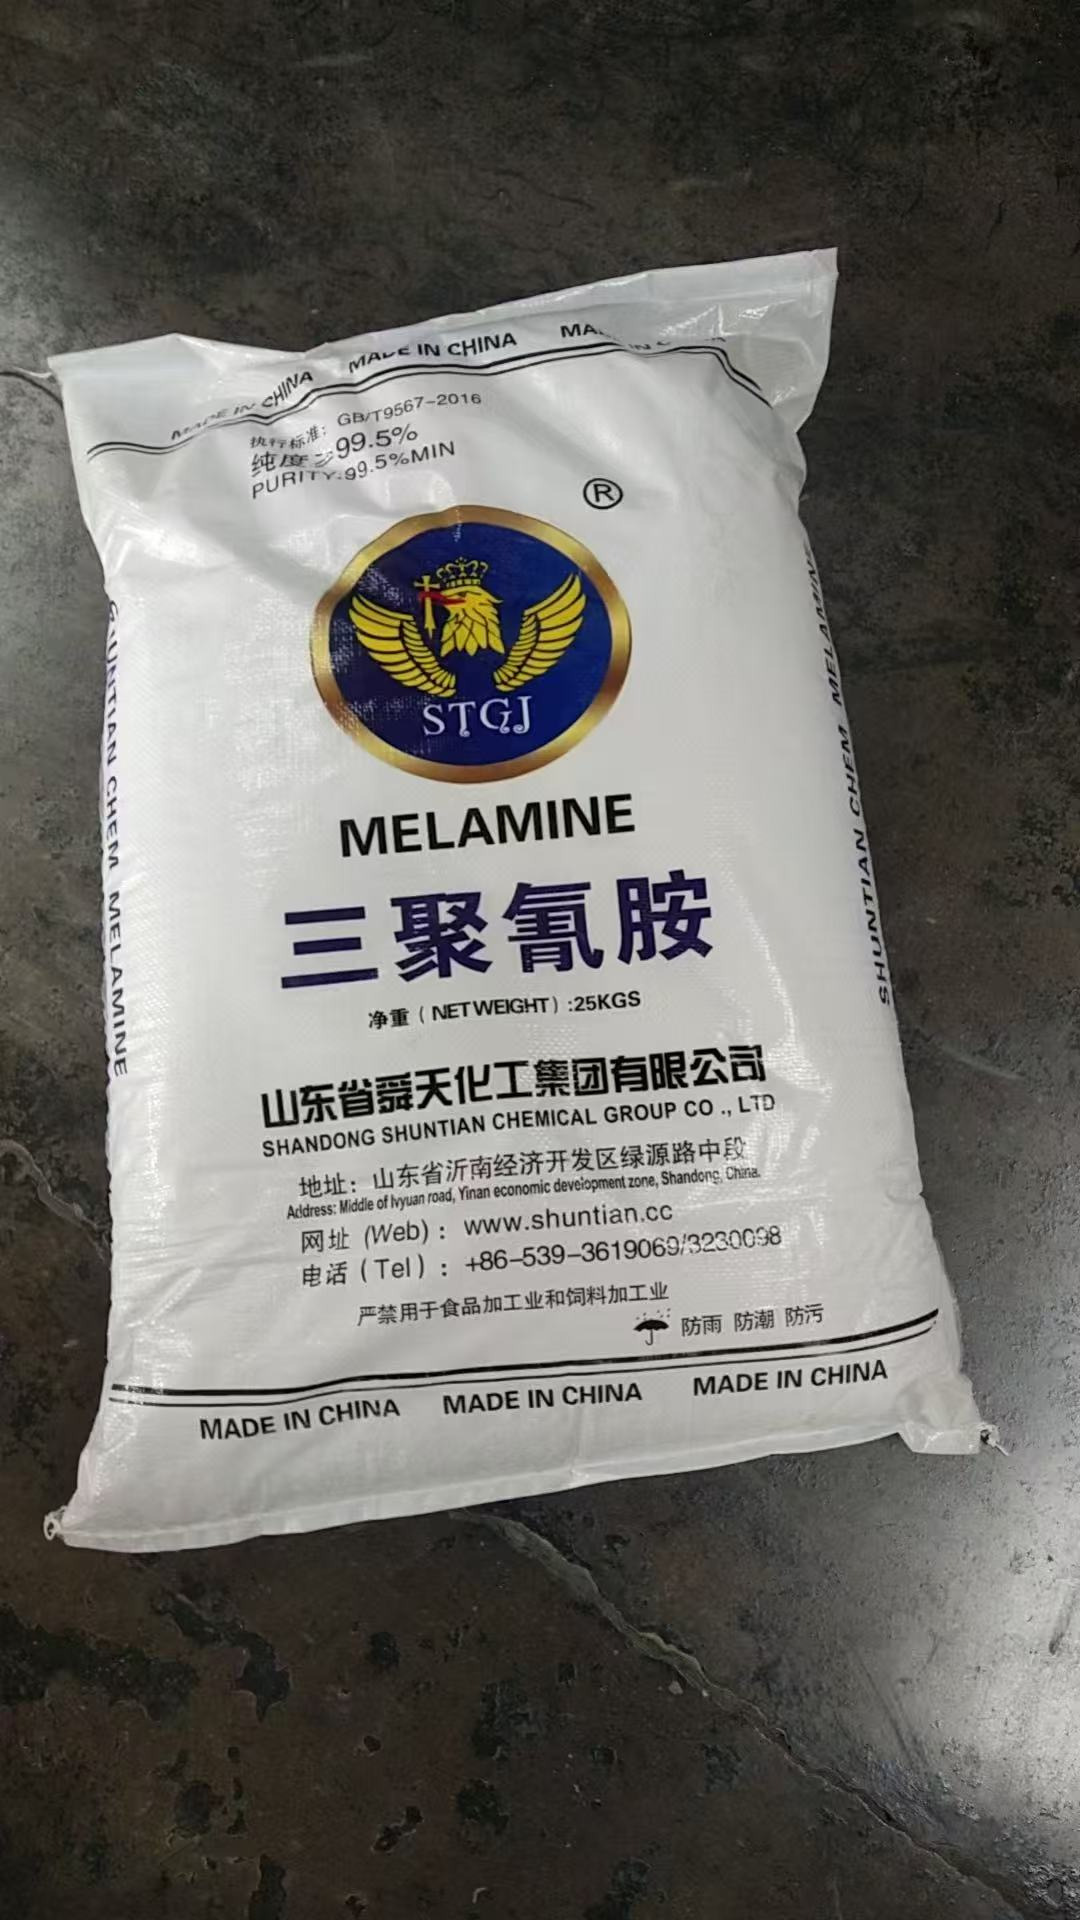 MADE IN CHINA MADE IN CHINA
执行标准：GB/T9567-2016
纯度≥99.5%
PURITY:99.5%MIN
®
STGJ
MELAMINE
三聚氰胺
净重（NET WEIGHT）:25KGS
山东省舜天化工集团有限公司
SHANDONG SHUNTIAN CHEMICAL GROUP CO ., LTD
地址：山东省沂南经济开发区绿源路中段
Address: Middle of lvyuan road, Yinan economic development zone, Shandong, China.
网址 (Web)：www.shuntian.cc
电话（Tel）：+86-539-3619069/3230098
严禁用于食品加工业和饲料加工业
防雨 防潮 防污
MADE IN CHINA MADE IN CHINA MADE IN CHINA
SHUNTIAN CHEM MELAMINE
SHUNTIAN CHEM MELAMINE